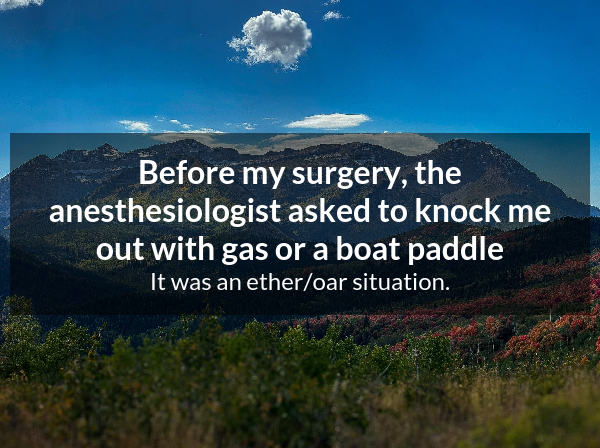 Before my surgery, the
anesthesiologist asked to knock me
out with gas or a boat paddle
It was an ether/oar situation.